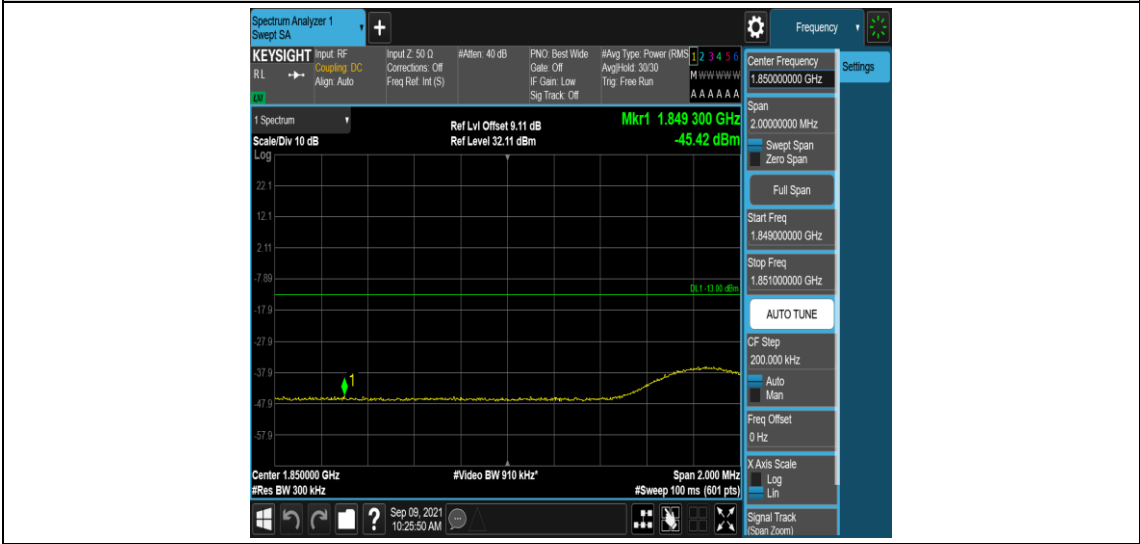 Spectrum Analyzer 1
Swept SA
+
Frequency
KEYSIGHT
RL
LXI
Input: RF
Coupling: DC
Align: Auto
Input Z: 50 Ω
Corrections: Off
Freq Ref: Int (S)
#Atten: 40 dB
PNO: Best Wide
Gate: Off
IF Gain: Low
Sig Track: Off
#Avg Type: Power (RMS
Avg|Hold: 30/30
Trig: Free Run
1 2 3 4 5 6
M W W W W W
A A A A A A
1 Spectrum
Scale/Div 10 dB
Log
Ref Lvl Offset 9.11 dB
Ref Level 32.11 dBm
Mkr1 1.849 300 GHz
-45.42 dBm
22.1
12.1
2.11
-7.89
DL1 -13.00 dBm
-17.9
-27.9
-37.9
1
-47.9
-57.9
Center 1.850000 GHz
#Res BW 300 kHz
#Video BW 910 kHz*
Span 2.000 MHz
#Sweep 100 ms (601 pts)
?
Sep 09, 2021
10:25:50 AM
Center Frequency
1.850000000 GHz
Settings
Span
2.00000000 MHz
Swept Span
Zero Span
Full Span
Start Freq
1.849000000 GHz
Stop Freq
1.851000000 GHz
AUTO TUNE
CF Step
200.000 kHz
Auto
Man
Freq Offset
0 Hz
X Axis Scale
Log
Lin
Signal Track
(Span Zoom)